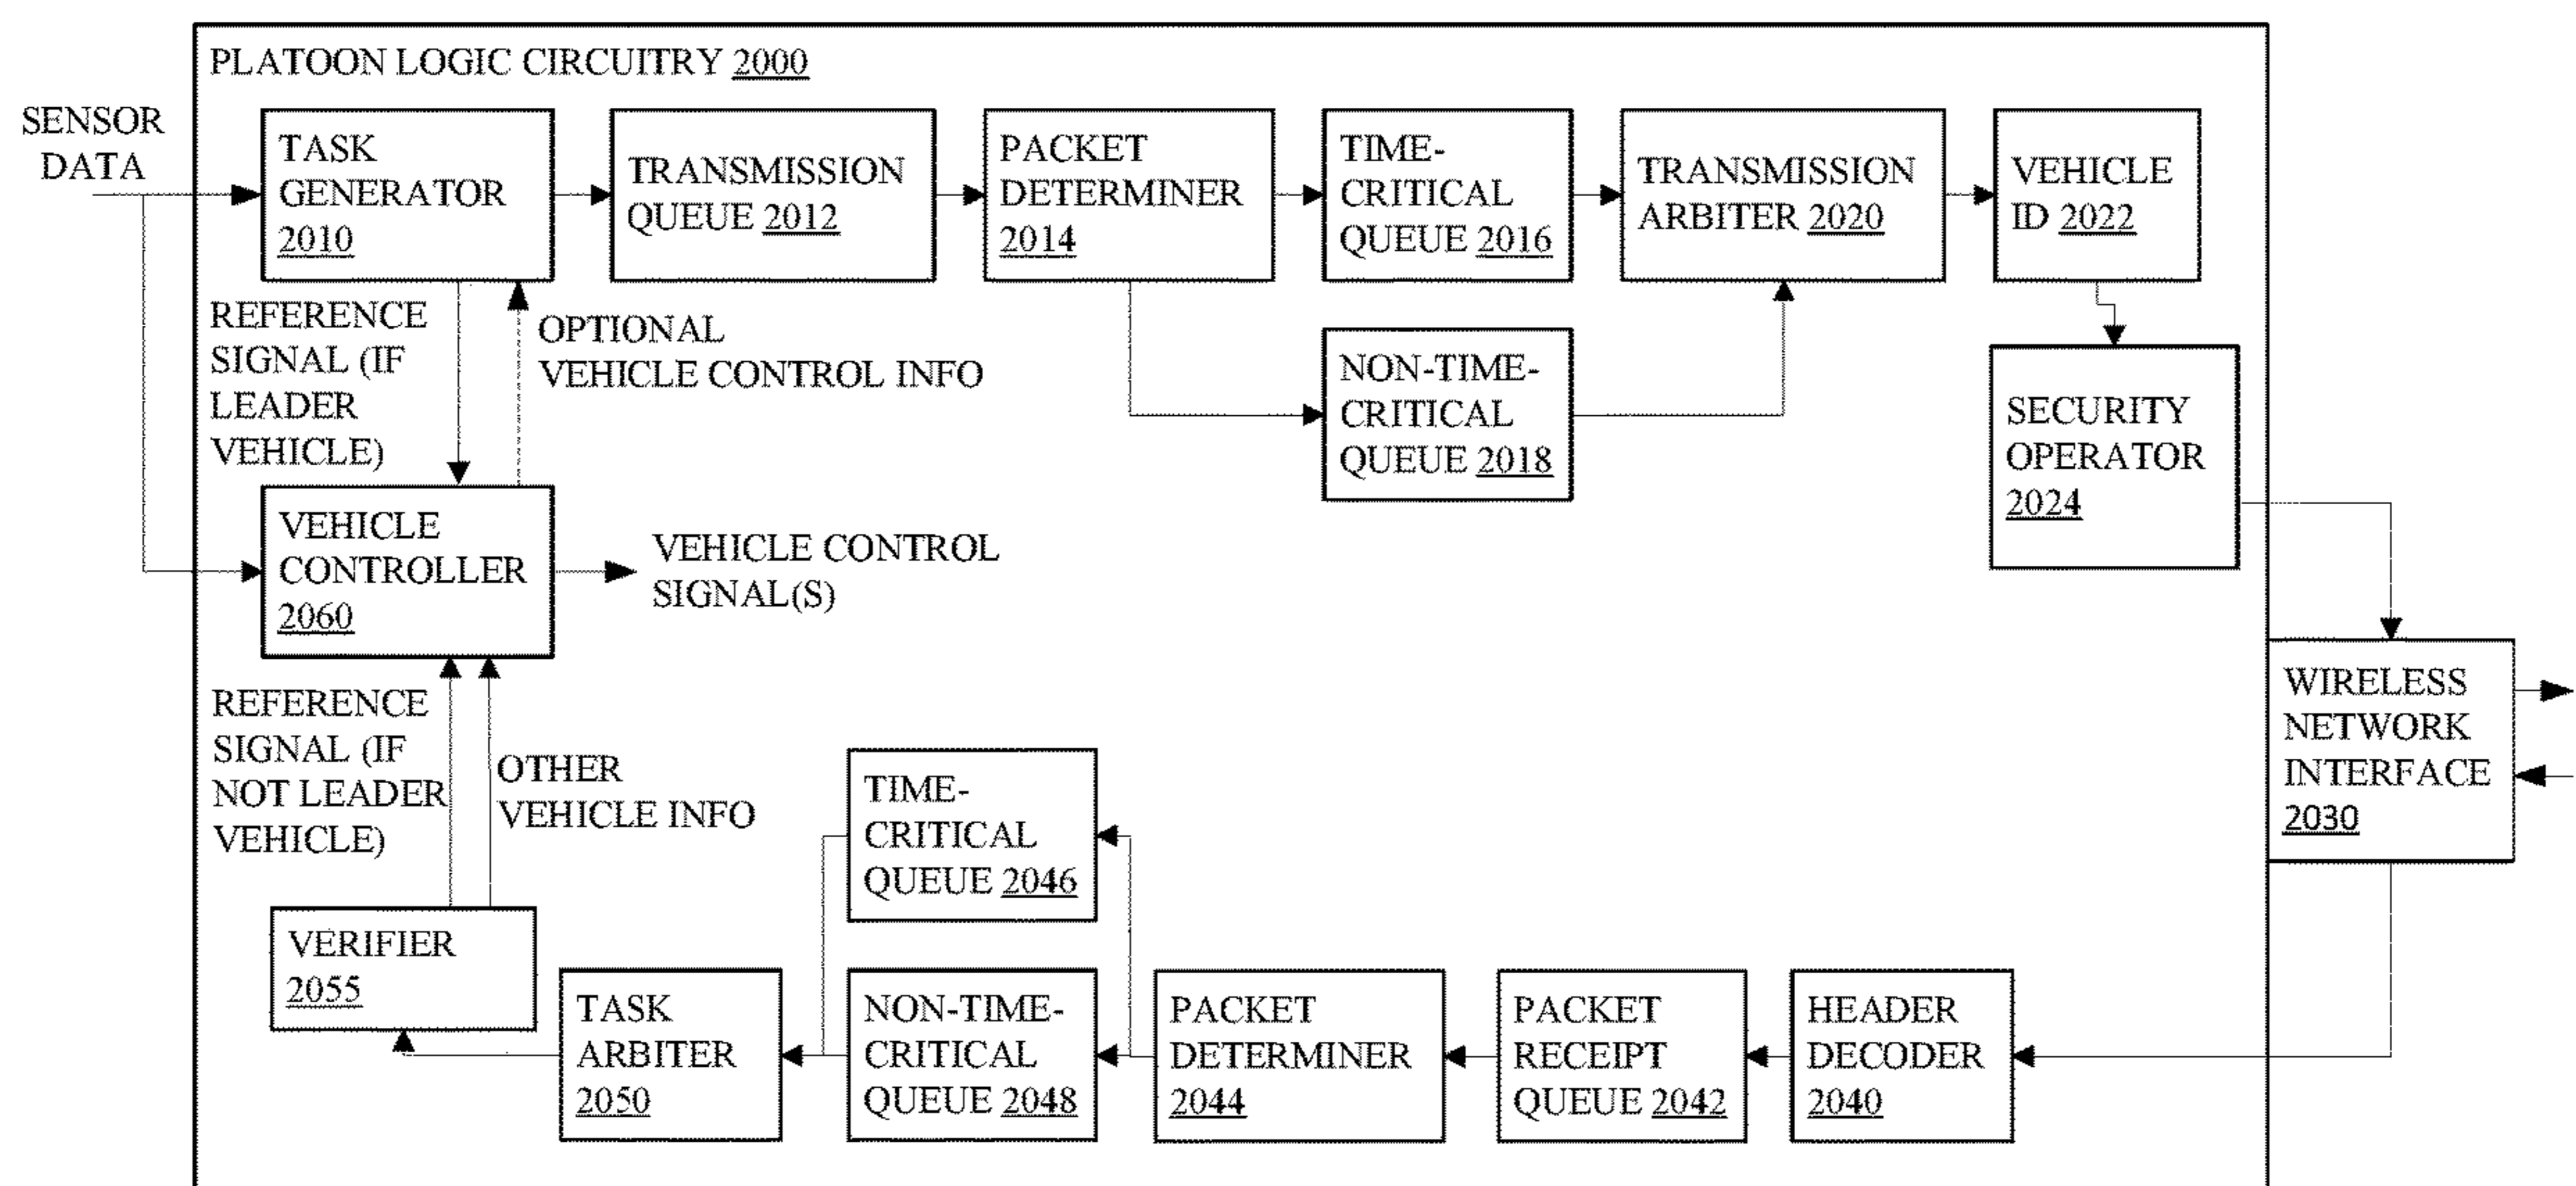 PLATOON LOGIC CIRCUITRY 2000
SENSOR
DATA
TASK
GENERATOR
2010
TRANSMISSION
QUEUE 2012
PACKET
DETERMINER
2014
TIME-
CRITICAL
QUEUE 2016
TRANSMISSION
ARBITER 2020
VEHICLE
ID 2022
REFERENCE
SIGNAL (IF
LEADER
VEHICLE)
OPTIONAL
VEHICLE CONTROL INFO
NON-TIME-
CRITICAL
QUEUE 2018
SECURITY
OPERATOR
2024
VEHICLE
CONTROLLER
2060
VEHICLE CONTROL
SIGNAL(S)
WIRELESS
NETWORK
INTERFACE
2030
REFERENCE
SIGNAL (IF
NOT LEADER
VEHICLE)
OTHER
VEHICLE INFO
TIME-
CRITICAL
QUEUE 2046
VERIFIER
2055
TASK
ARBITER
2050
NON-TIME-
CRITICAL
QUEUE 2048
PACKET
DETERMINER
2044
PACKET
RECEIPT
QUEUE 2042
HEADER
DECODER
2040